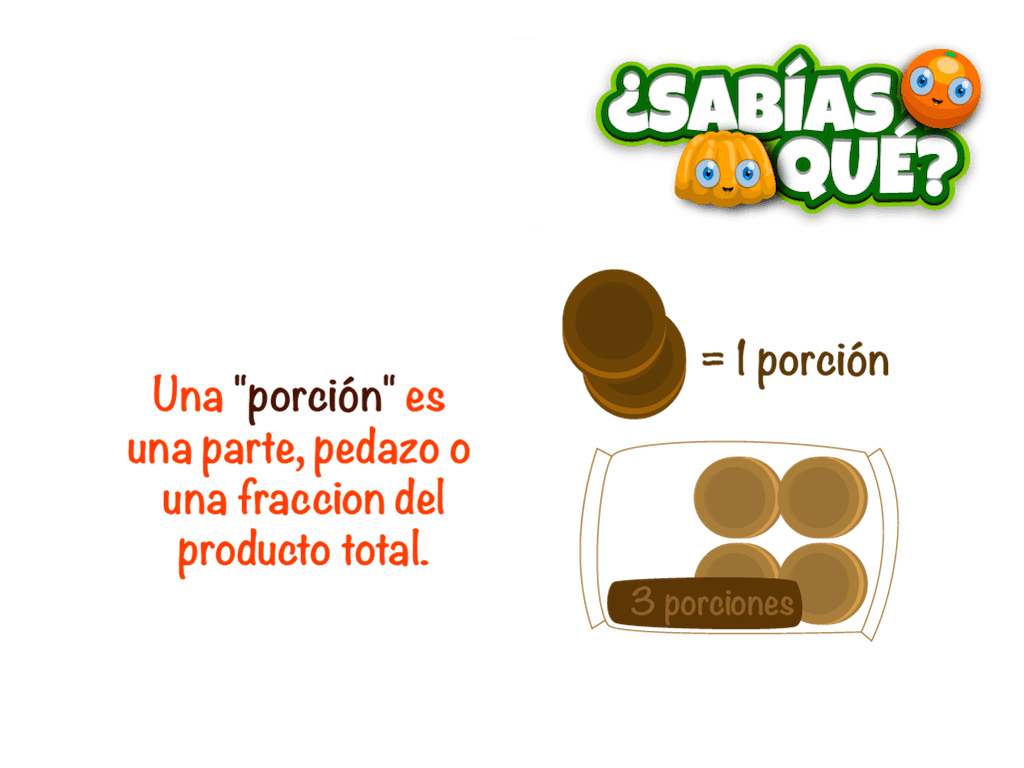 ¿SABÍAS
QUÉ?
= 1 porción
Una "porción" es
una parte, pedazo o
una fraccion del
producto total.
3 porciones